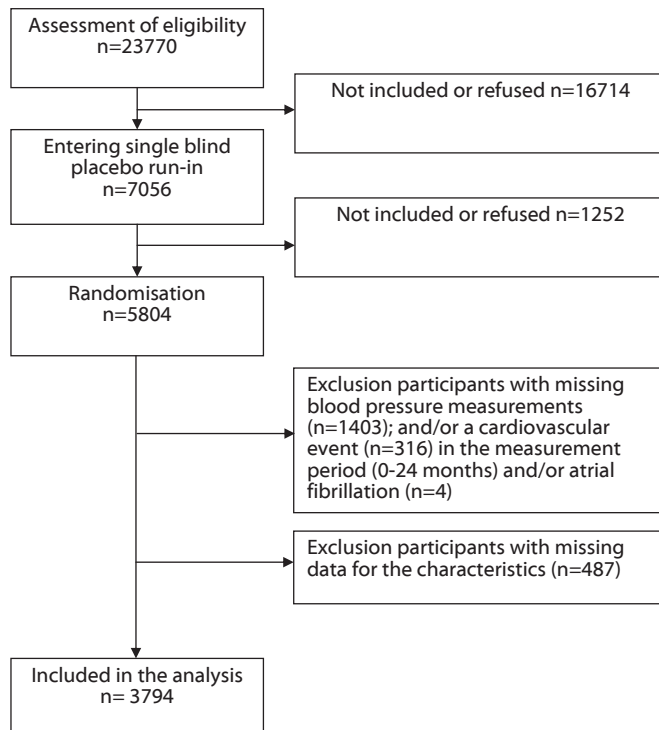 Assessment of eligibility
n=23770
Not included or refused n=16714
Entering single blind
placebo run-in
n=7056
Not included or refused n=1252
Randomisation
n=5804
Exclusion participants with missing
blood pressure measurements
(n=1403); and/or a cardiovascular
event (n=316) in the measurement
period (0-24 months) and/or atrial
fibrillation (n=4)
Exclusion participants with missing
data for the characteristics (n=487)
Included in the analysis
n= 3794